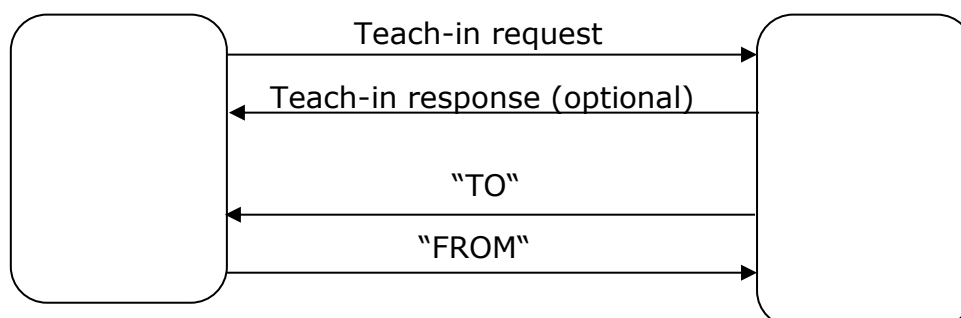 Teach-in request
Teach-in response (optional)
“TO“
“FROM“